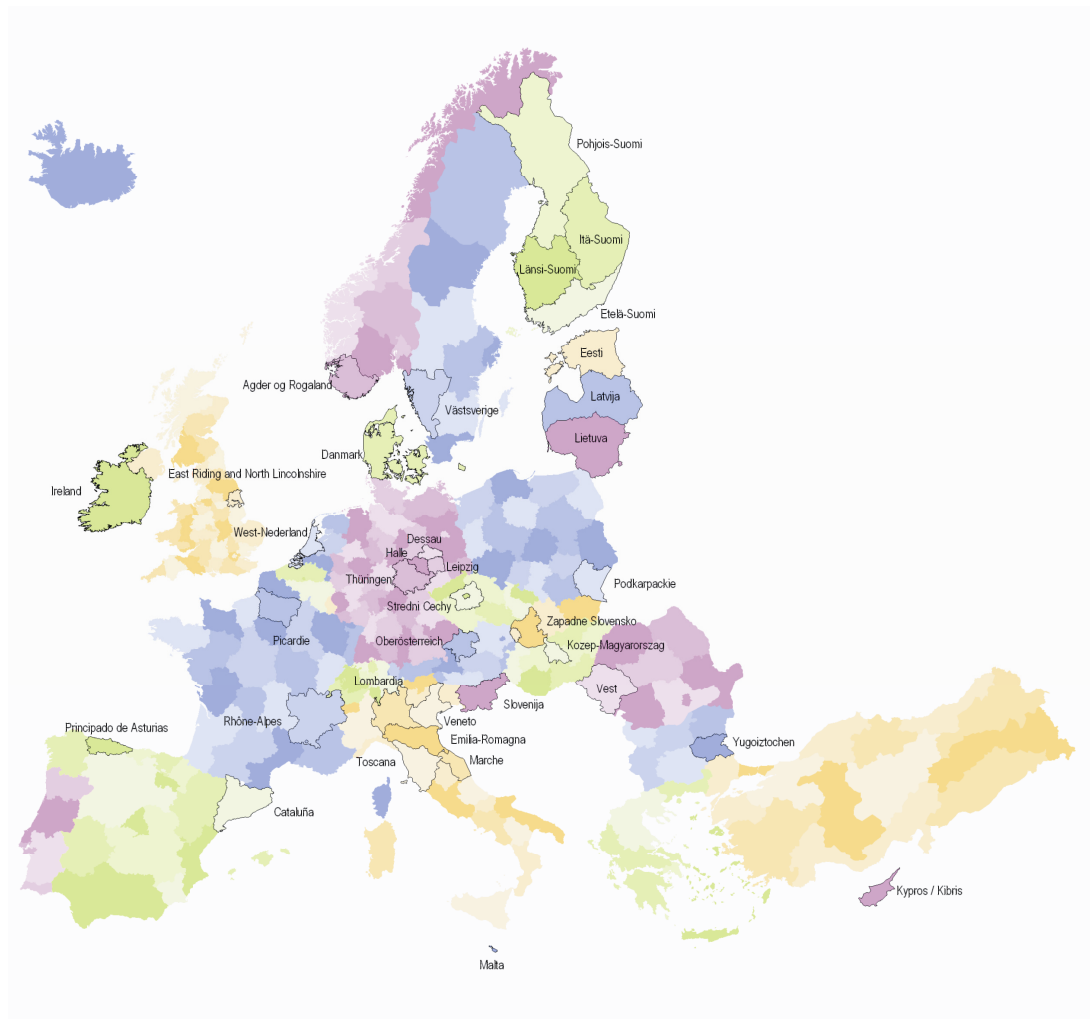 Pohjois-Suomi
Itä-Suomi
Länsi-Suomi
Etelä-Suomi
Eesti
Agder og Rogaland
Latvija
Västsverige
Lietuva
Danmark
East Riding and North Lincolnshire
Ireland
West-Nederland
Dessau
Halle
Leipzig
Thüringen
Podkarpackie
Stredni Cechy
Zapadne Slovensko
Picardie
Oberösterreich
Kozep-Magyarorszag
Lombardia
Vest
Slovenija
Rhône-Alpes
Veneto
Principado de Asturias
Emilia-Romagna
Yugoiztochen
Toscana
Marche
Cataluña
Kypros / Kibris
Malta